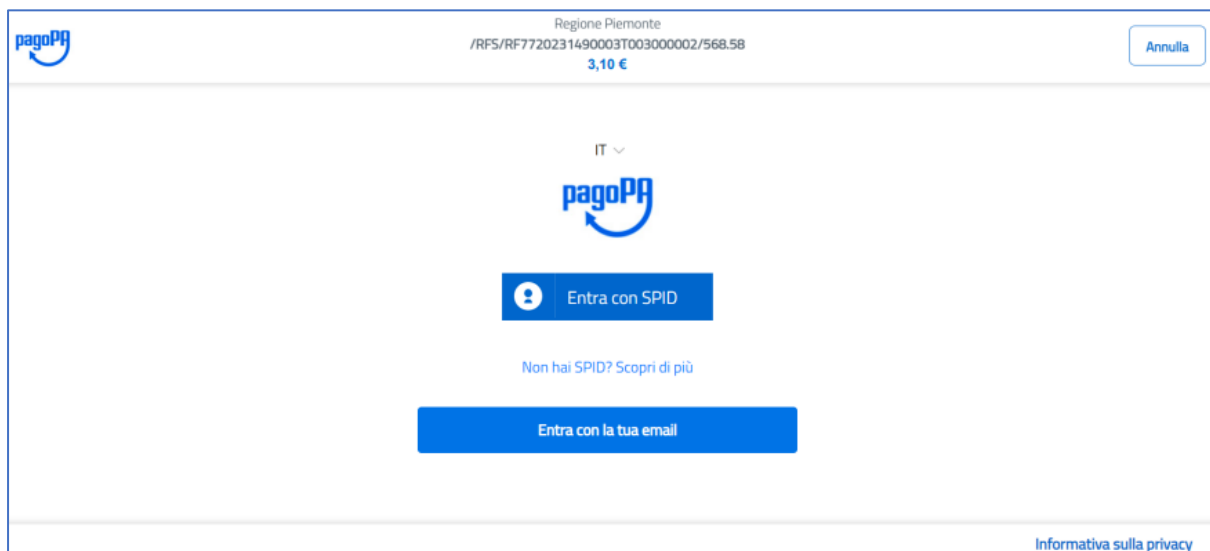 pagoPA
Regione Piemonte
/RFS/RF7720231490003T003000002/568.58
3,10 €
Annulla
IT
pagoPA
Entra con SPID
Non hai SPID? Scopri di più
Entra con la tua email
Informativa sulla privacy